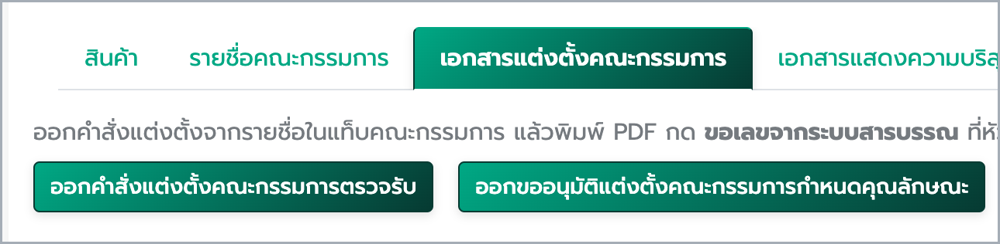 สินค้า รายชื่อคณะกรรมการ เอกสารแต่งตั้งคณะกรรมการ เอกสารแสดงความ
ออกคำสั่งแต่งตั้งจากรายชื่อในแท็บคณะกรรมการ แล้วพิมพ์ PDF กด ขอเลขจากระบบสารบรรณ ที่
ออกคำสั่งแต่งตั้งคณะกรรมการตรวจรับ ออกขออนุมัติแต่งตั้งคณะกรรมการกำหนดคุณลักษณะ